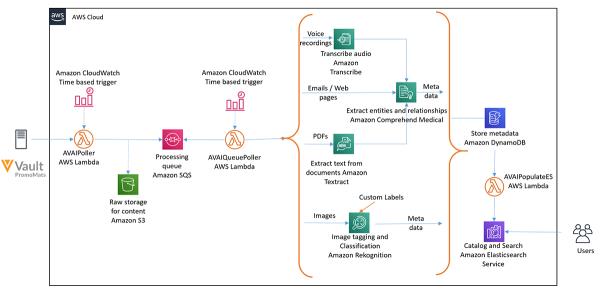 aws
AWS Cloud
Voice
recordings
Transcribe audio
Amazon
Transcribe
Amazon CloudWatch
Time based trigger
Amazon CloudWatch
Time based trigger
Emails / Web
pages
Meta
data
Extract entities and relationships
Amazon Comprehend Medical
Store metadata
Amazon DynamoDB
PDFs
AVAIPoller
AWS Lambda
Processing
queue
Amazon SQS
AVAIQueuePoller
AWS Lambda
Extract text from
documents Amazon
Textract
Vault
PromoMats
AVAIPopulateES
AWS Lambda
Custom Labels
Raw storage
for content
Amazon S3
Images
Meta
data
Image tagging and
Classification
Amazon Rekognition
Catalog and Search
Amazon Elasticsearch
Service
Users